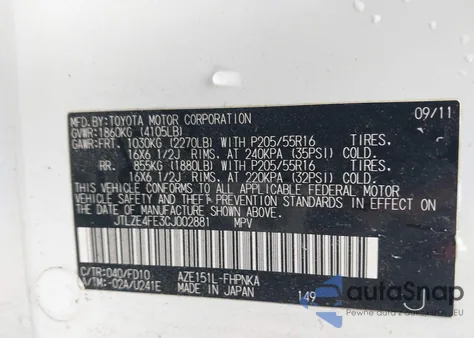 MFD.BY:TOYOTA MOTOR CORPORATION 09/11
GVWR:1860KG (4105LB)
GAWR:FRT. 1030KG (2270LB) WITH P205/55R16 TIRES.
16X6 1/2J RIMS, AT 240KPA (35PSI) COLD.
RR. 855KG (1880LB) WITH P205/55R16 TIRES.
16X6 1/2J RIMS, AT 220KPA (32PSI) COLD.
THIS VEHICLE CONFORMS TO ALL APPLICABLE FEDERAL MOTOR
VEHICLE SAFETY AND THEFT PREVENTION STANDARDS IN EFFECT
ON THE DATE OF MANUFACTURE SHOWN ABOVE.
JTLZE4FE3CJ002881 MPV
C/TR:040/FD10 AZE151L-FHPNKA
A/TM:-02A/U241E MADE IN JAPAN 149 J
autoSnap
Pewne auto z USA i EU